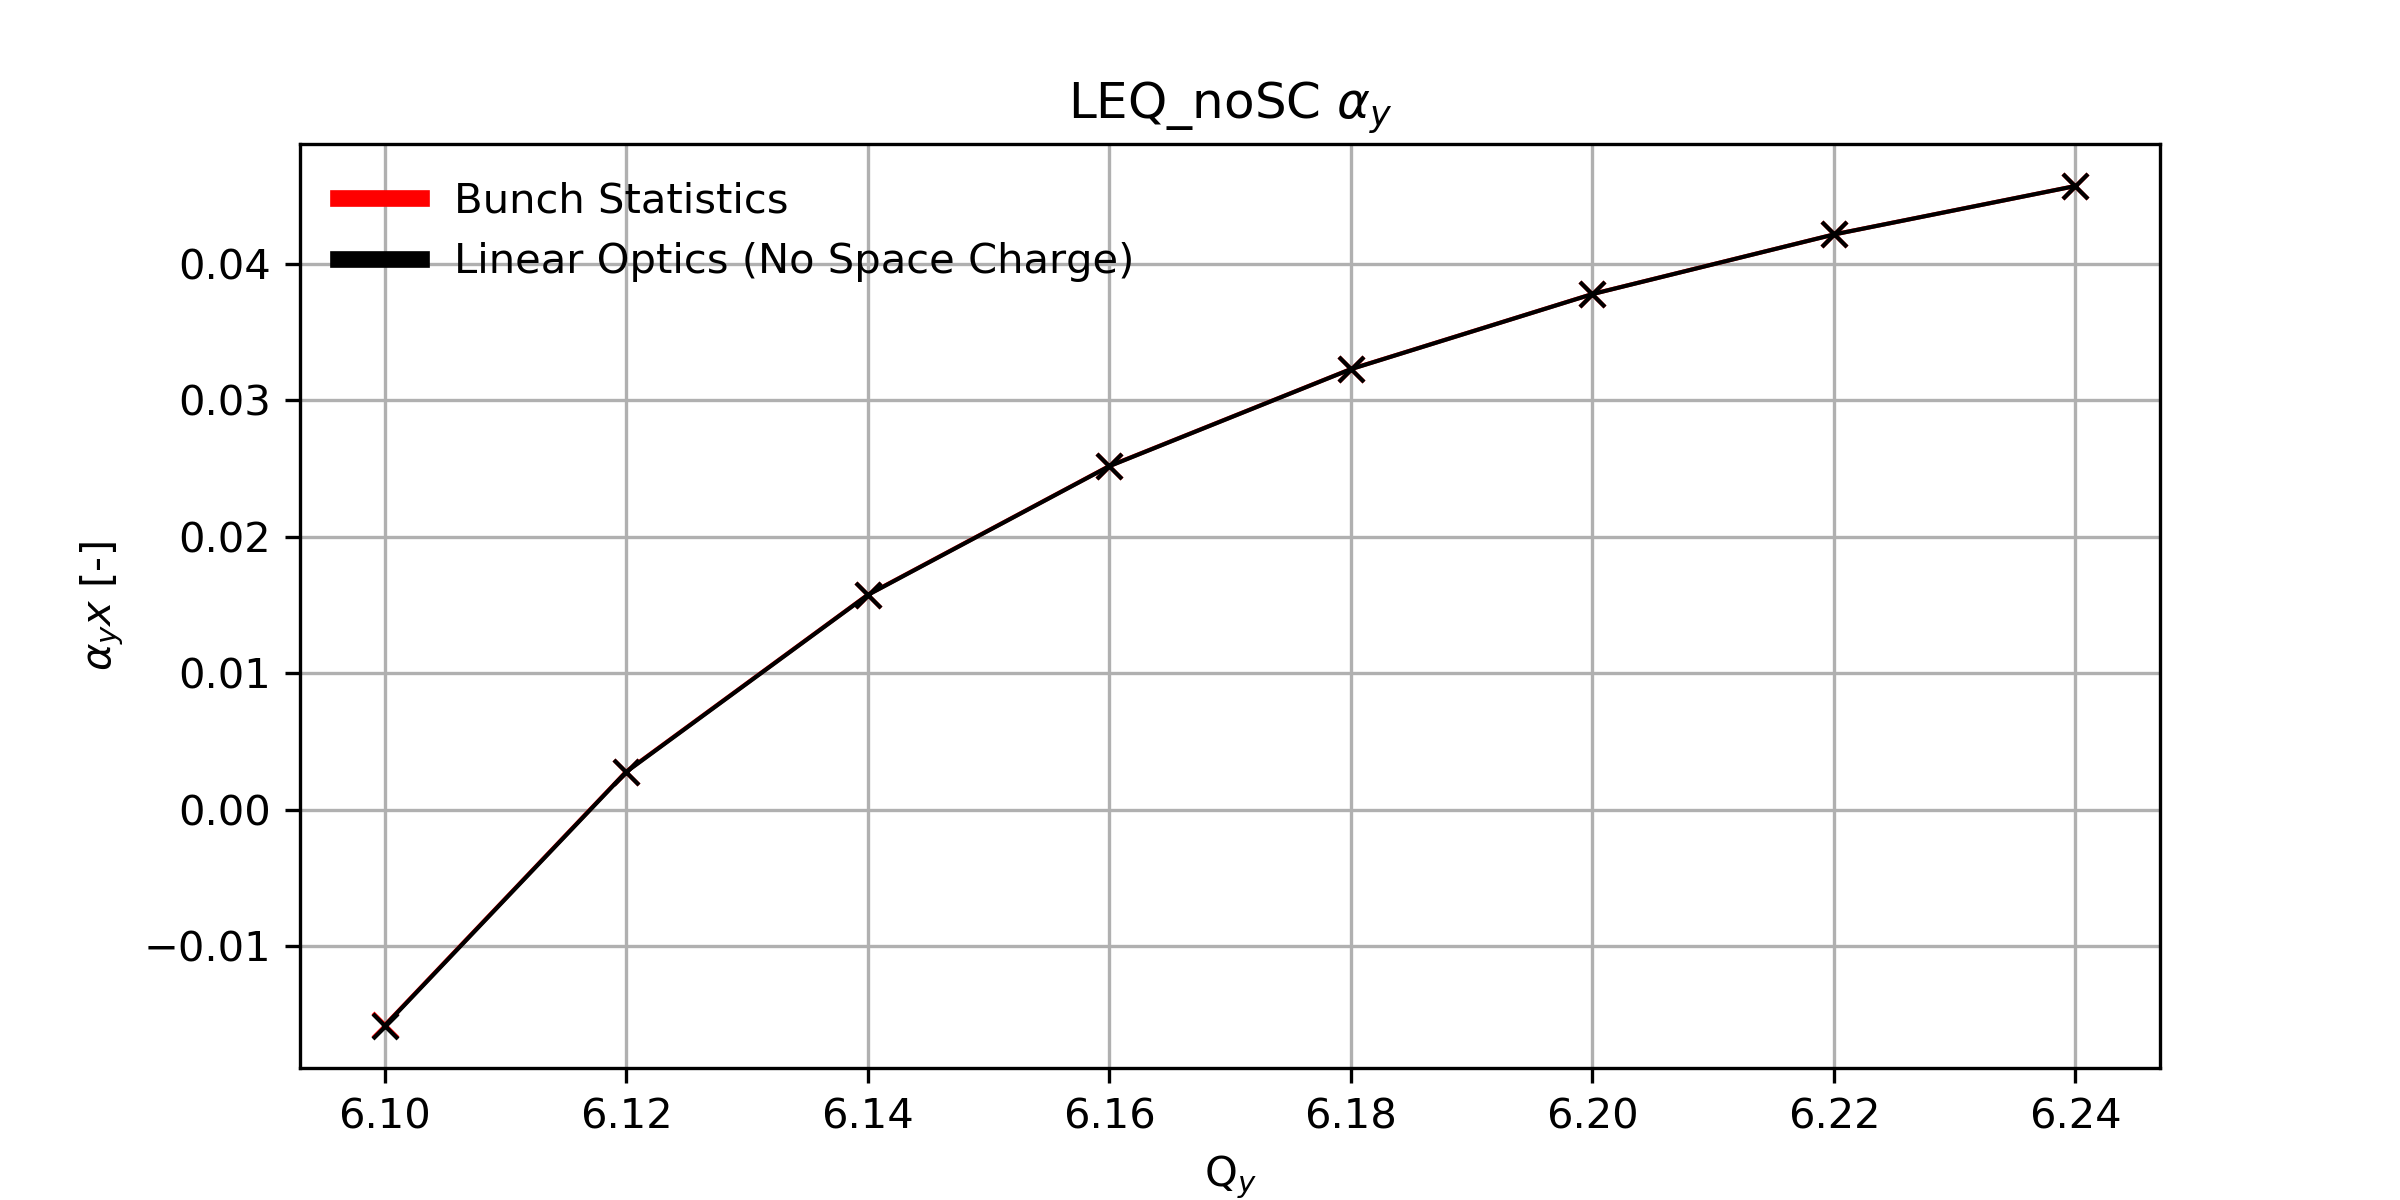 LEQ_noSC αy
Bunch Statistics
Linear Optics (No Space Charge)
0.04
0.03
0.02
0.01
0.00
−0.01
αyx [-]
6.10 6.12 6.14 6.16 6.18 6.20 6.22 6.24
Qy